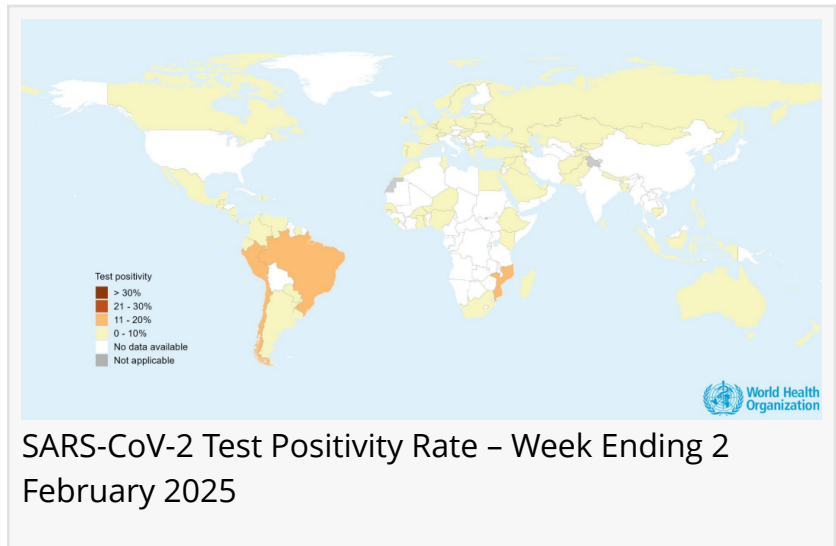 Test positivity
> 30%
21 - 30%
11 - 20%
0 - 10%
No data available
Not applicable
World Health
Organization
SARS-CoV-2 Test Positivity Rate – Week Ending 2
February 2025